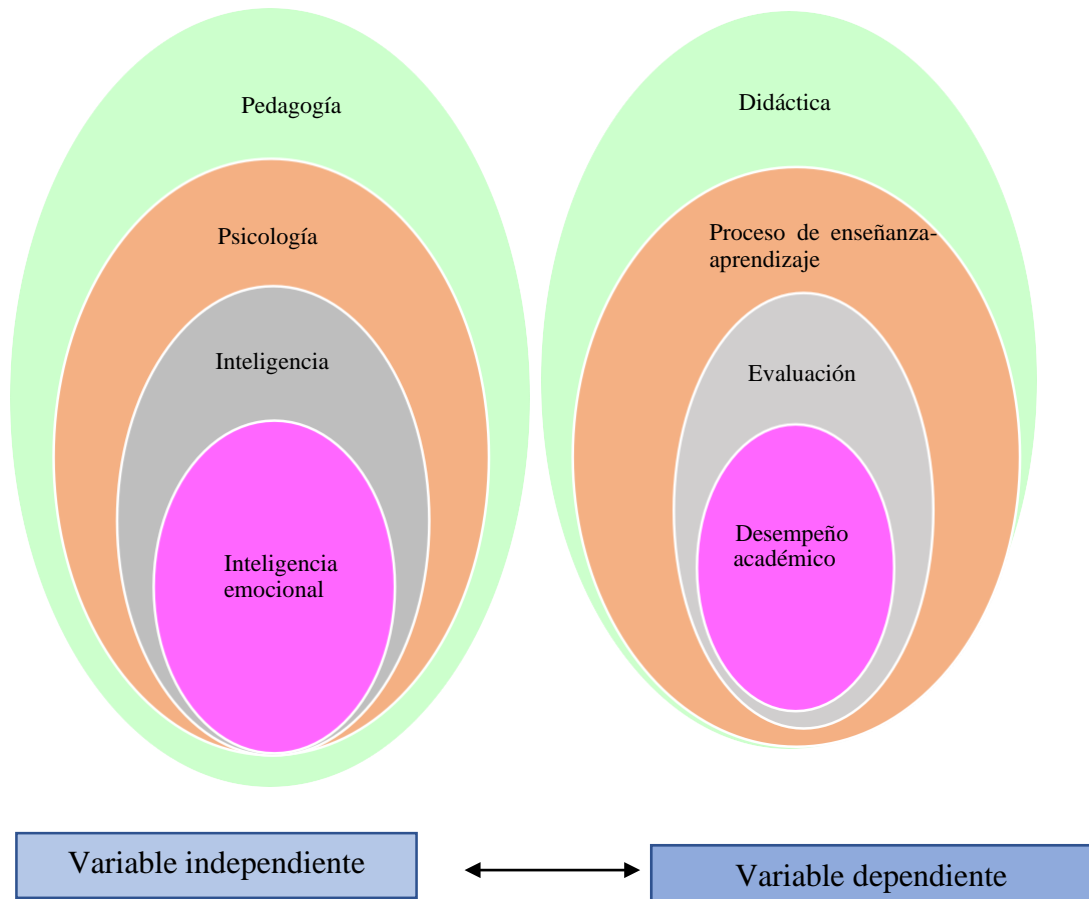 Pedagogía
Psicología
Inteligencia
Inteligencia
emocional
Didáctica
Proceso de enseñanza-
aprendizaje
Evaluación
Desempeño
académico
Variable independiente
Variable dependiente